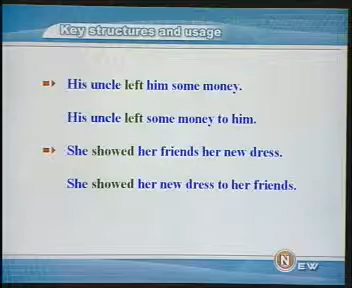 Key structures and usage
His uncle left him some money.
His uncle left some money to him.
She showed her friends her new dress.
She showed her new dress to her friends.
NEW